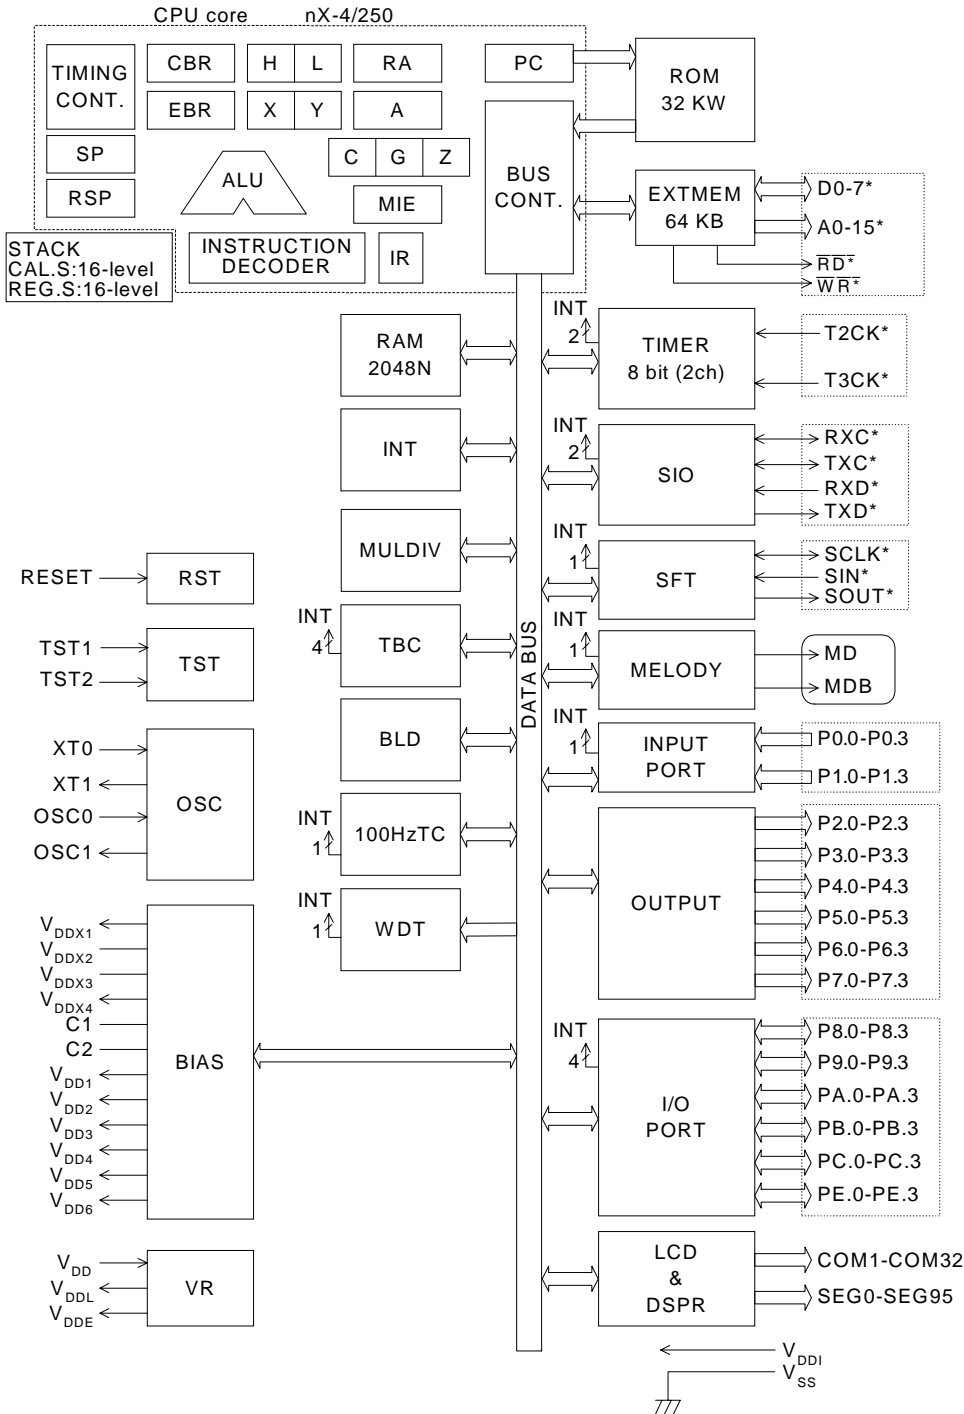 CPU core nX-4/250
TIMING CONT.
CBR
H
L
RA
PC
ROM 32 KW
EBR
X
Y
A
SP
C
G
Z
BUS CONT.
ALU
RSP
MIE
EXTMEM 64 KB
D0-7*
A0-15*
RD*
WR*
STACK
CAL.S:16-level
REG.S:16-level
INSTRUCTION DECODER
IR
RAM 2048N
INT
2
TIMER
8 bit (2ch)
T2CK*
T3CK*
INT
INT
2
SIO
RXC*
TXC*
RXD*
TXD*
MULDIV
INT
1
SFT
SCLK*
SIN*
SOUT*
RESET
RST
TST1
TST2
TST
INT
4
TBC
DATA BUS
INT
1
MELODY
MD
MDB
XT0
XT1
OSC0
OSC1
OSC
BLD
INT
1
INPUT PORT
P0.0-P0.3
P1.0-P1.3
INT
1
100HzTC
OUTPUT
P2.0-P2.3
P3.0-P3.3
P4.0-P4.3
P5.0-P5.3
P6.0-P6.3
P7.0-P7.3
INT
1
WDT
VDDX1
VDDX2
VDDX3
VDDX4
C1
C2
VDD1
VDD2
VDD3
VDD4
VDD5
VDD6
BIAS
INT
4
I/O PORT
P8.0-P8.3
P9.0-P9.3
PA.0-PA.3
PB.0-PB.3
PC.0-PC.3
PE.0-PE.3
VDD
VDDL
VDDE
VR
LCD & DSPR
COM1-COM32
SEG0-SEG95
VDDI
VSS